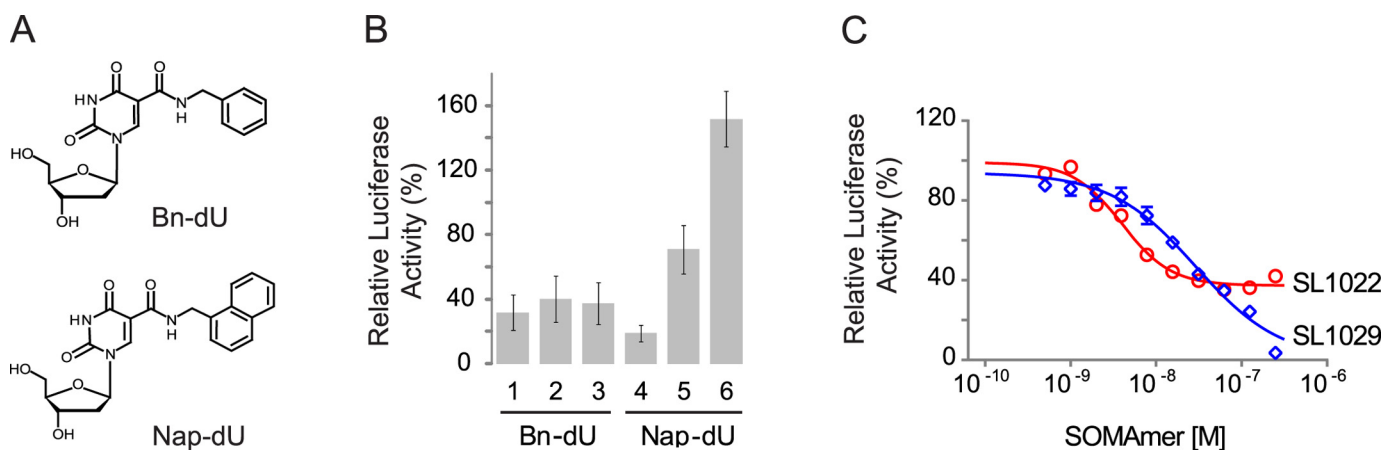 A
O
O
HN
N
H
O
N
HO
O
OH
Bn-dU
O
O
HN
N
H
O
N
HO
O
OH
Nap-dU
B
Relative Luciferase
Activity (%)
160
120
80
40
0
1 2 3 4 5 6
Bn-dU Nap-dU
C
Relative Luciferase
Activity (%)
120
80
40
0
SL1022
SL1029
10⁻¹⁰ 10⁻⁹ 10⁻⁸ 10⁻⁷ 10⁻⁶
SOMAmer [M]